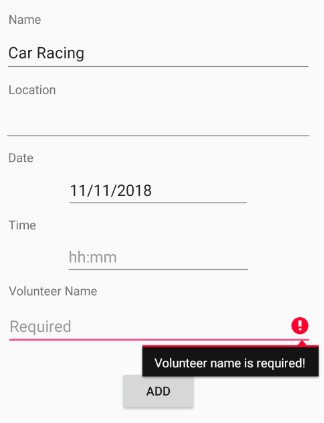 Name
Car Racing
Location
Date
11/11/2018
Time
hh:mm
Volunteer Name
Required
Volunteer name is required!
ADD